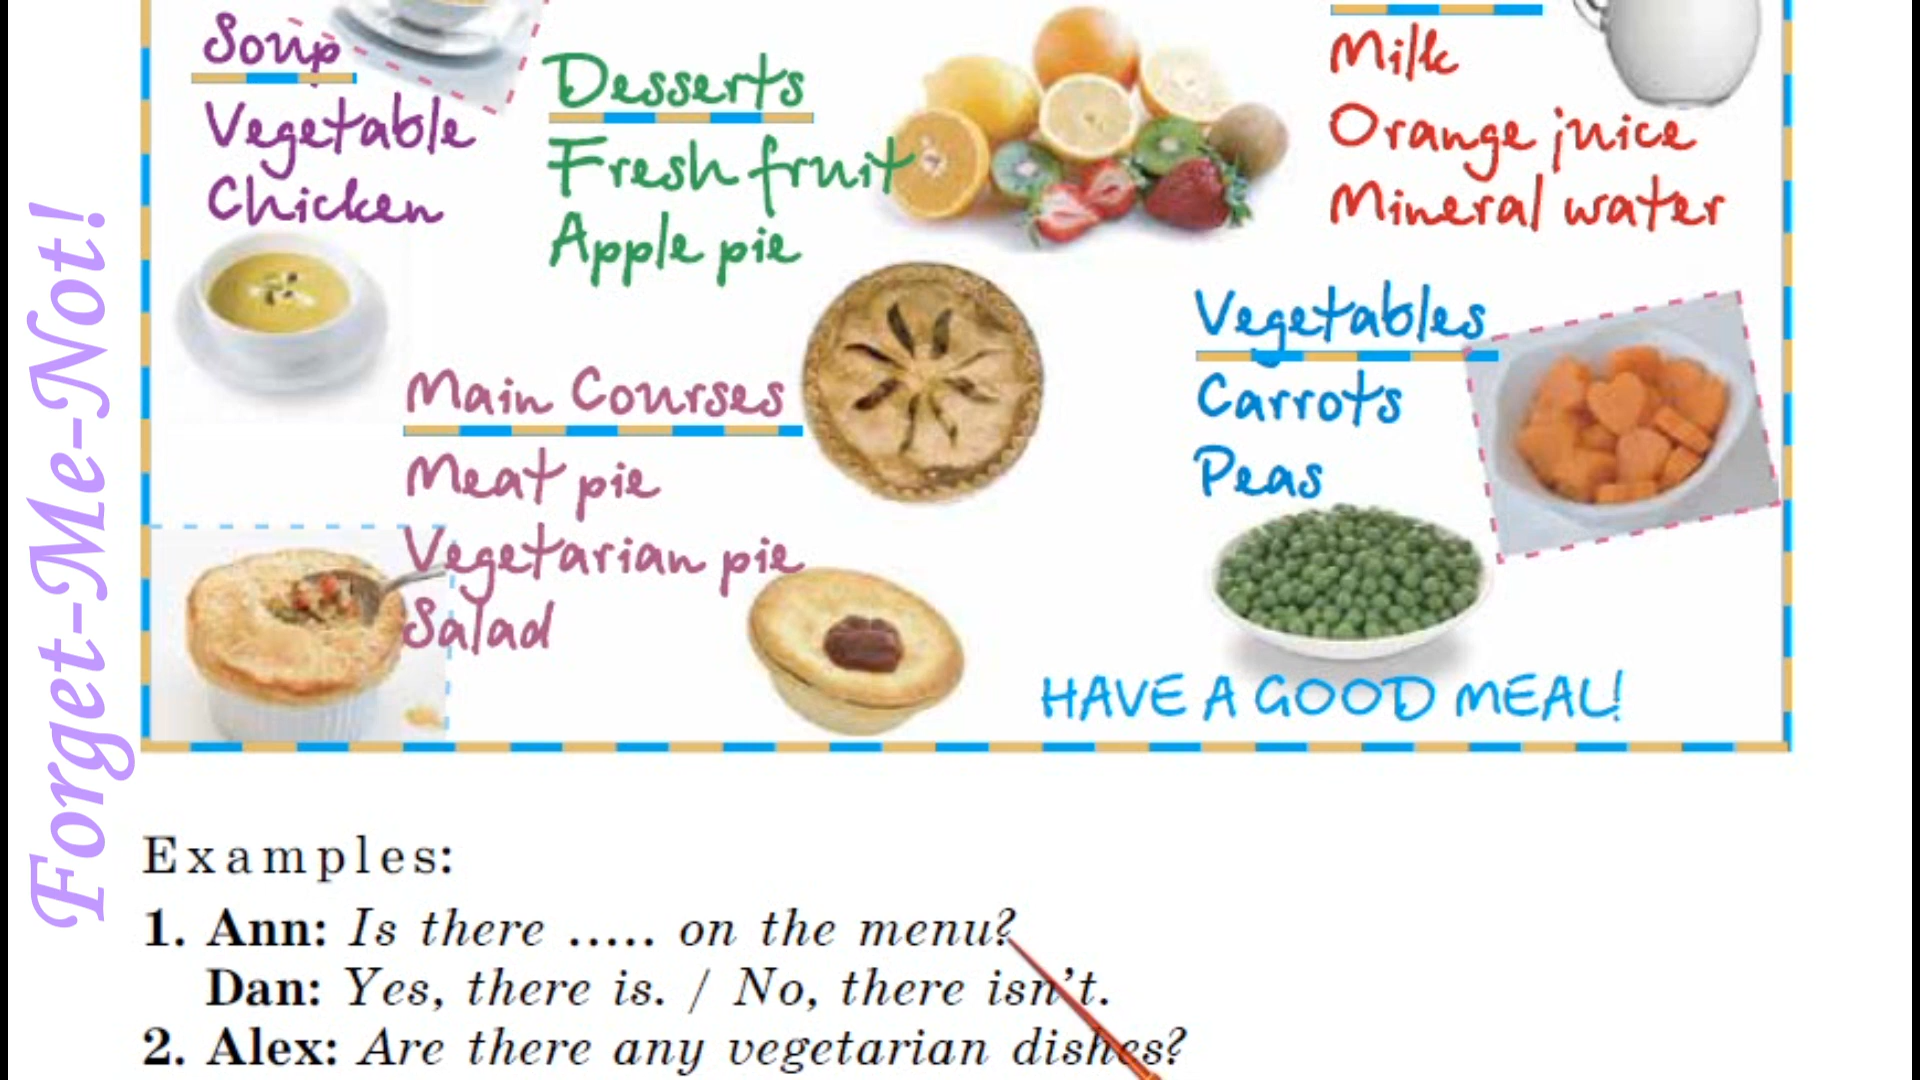 Forget-Me-Not!
Soup
Vegetable
Chicken
Desserts
Fresh fruit
Apple pie
Milk
Orange juice
Mineral water
Main Courses
Meat pie
Vegetarian pie
Salad
Vegetables
Carrots
Peas
HAVE A GOOD MEAL!
Examples:
1. Ann: Is there ..... on the menu?
Dan: Yes, there is. / No, there isn't.
2. Alex: Are there any vegetarian dishes?